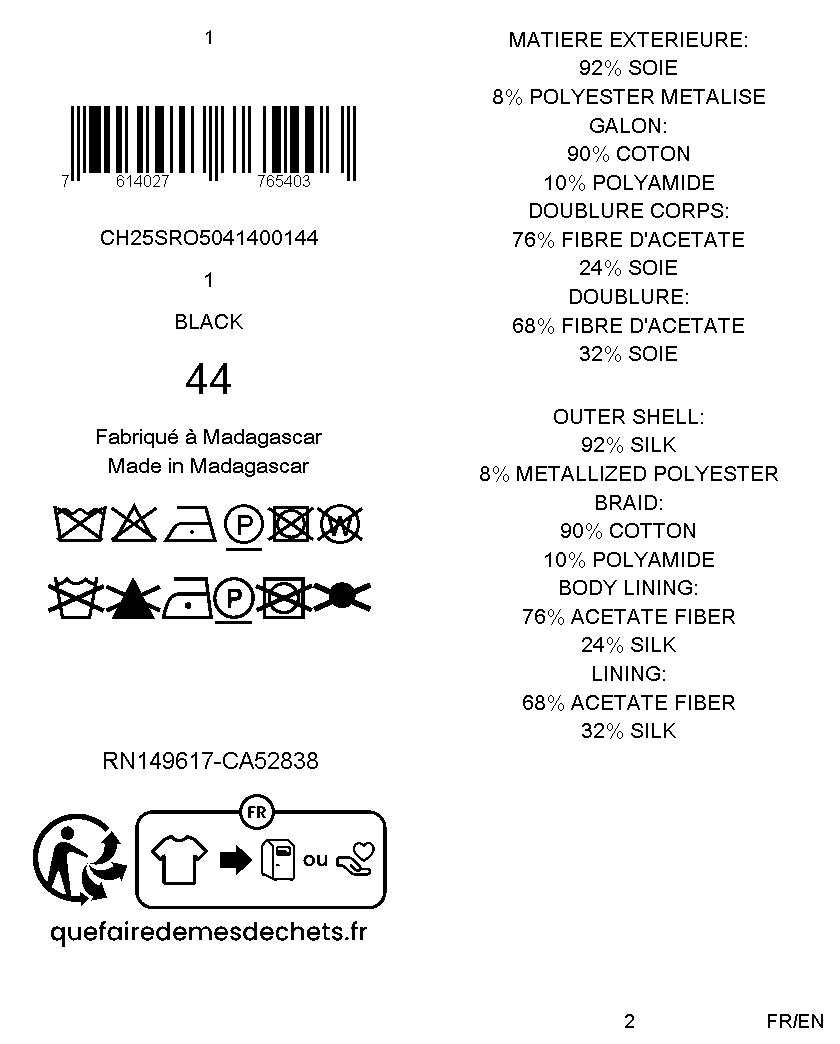 1
7 614027 765403
CH25SRO5041400144
1
BLACK
44
Fabriqué à Madagascar
Made in Madagascar
P W
P
RN149617-CA52838
FR
ou
quefairedemesdechets.fr
MATIERE EXTERIEURE:
92% SOIE
8% POLYESTER METALISE
GALON:
90% COTON
10% POLYAMIDE
DOUBLURE CORPS:
76% FIBRE D'ACETATE
24% SOIE
DOUBLURE:
68% FIBRE D'ACETATE
32% SOIE
OUTER SHELL:
92% SILK
8% METALLIZED POLYESTER
BRAID:
90% COTTON
10% POLYAMIDE
BODY LINING:
76% ACETATE FIBER
24% SILK
LINING:
68% ACETATE FIBER
32% SILK
2
FR/EN